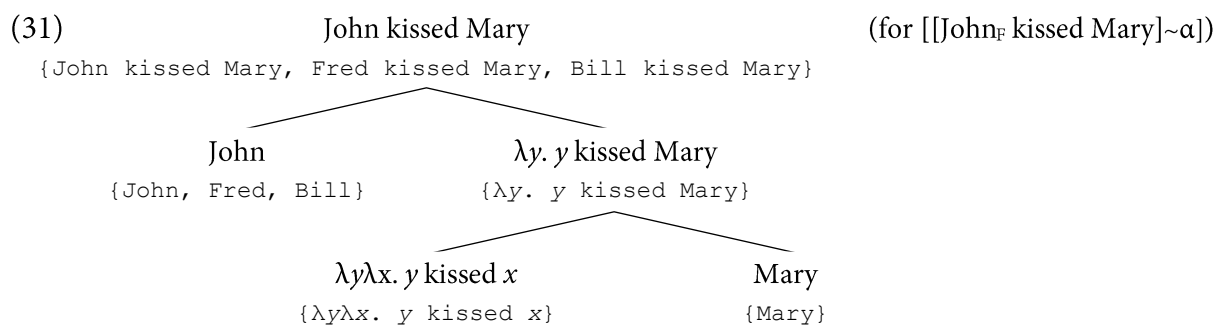 (31) John kissed Mary (for [[John_F kissed Mary]~α])
{John kissed Mary, Fred kissed Mary, Bill kissed Mary}
John λy. y kissed Mary
{John, Fred, Bill} {λy. y kissed Mary}
λyλx. y kissed x Mary
{λyλx. y kissed x} {Mary}